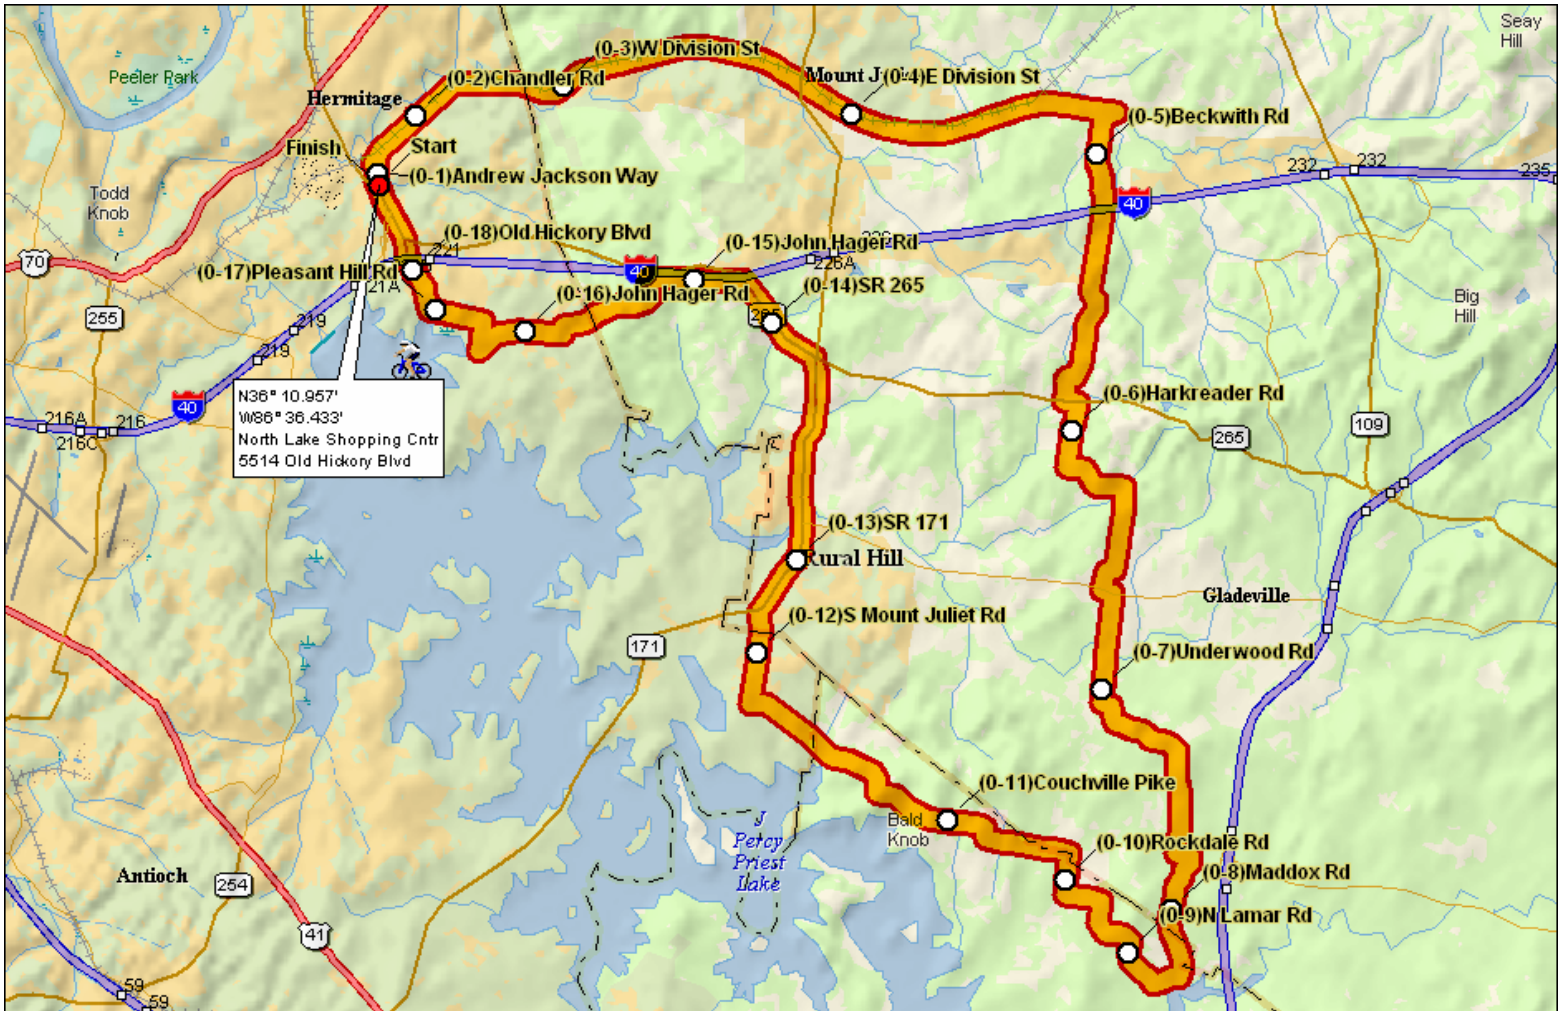 Seay
Hill
(0-3)W Division St
Peeler Park
(0-2)Chandler Rd
Mount J
(0-4)E Division St
Hermitage
(0-5)Beckwith Rd
Finish
Start
232
232
235
(0-1)Andrew Jackson Way
Todd
Knob
40
(0-18)Old Hickory Blvd
(0-15)John Hager Rd
221
70
(0-17)Pleasant Hill Rd
40
226A
21A
(0-16)John Hager Rd
(0-14)SR 265
Big
Hill
255
219
265
219
N36° 10.957'
W86° 36.433'
North Lake Shopping Cntr
5514 Old Hickory Blvd
40
(0-6)Harkreader Rd
216A
216
216C
265
109
(0-13)SR 171
Rural Hill
Gladeville
(0-12)S Mount Juliet Rd
171
(0-7)Underwood Rd
(0-11)Couchville Pike
J
Percy
Priest
Lake
Bald
Knob
(0-10)Rockdale Rd
Antioch
254
(0-8)Maddox Rd
(0-9)N Lamar Rd
41
59
59